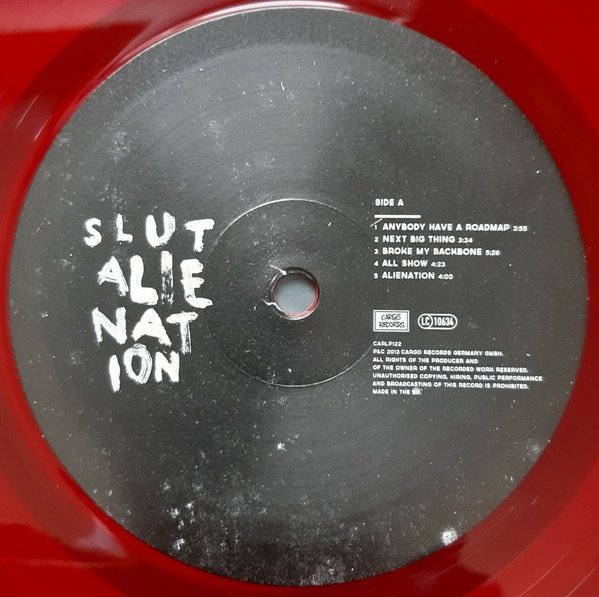 SLUT
ALIE
NAT
ION
SIDE A
1 ANYBODY HAVE A ROADMAP 3:55
2 NEXT BIG THING 3:34
3 BROKE MY BACKBONE 5:26
4 ALL SHOW 4:23
5 ALIENATION 4:00
CARGO
RECORDS
LC 10634
CARLP122
P&C 2013 CARGO RECORDS GERMANY GMBH.
ALL RIGHTS OF THE PRODUCER AND
OF THE OWNER OF THE RECORDED WORK RESERVED.
UNAUTHORISED COPYING, HIRING, PUBLIC PERFORMANCE
AND BROADCASTING OF THIS RECORD IS PROHIBITED.
MADE IN THE EU.